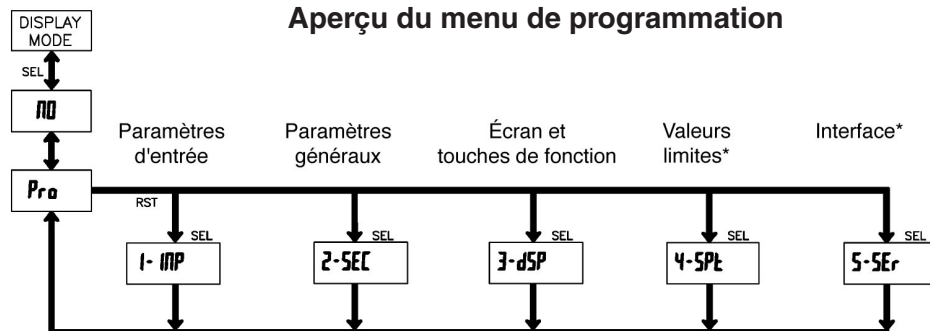 Aperçu du menu de programmation
DISPLAY
MODE
SEL
NO
Paramètres
d'entrée
Paramètres
généraux
Écran et
touches de fonction
Valeurs
limites*
Interface*
Pro
RST
SEL
SEL
SEL
SEL
SEL
1-INP
2-SEC
3-dSP
4-SPt
5-SEr